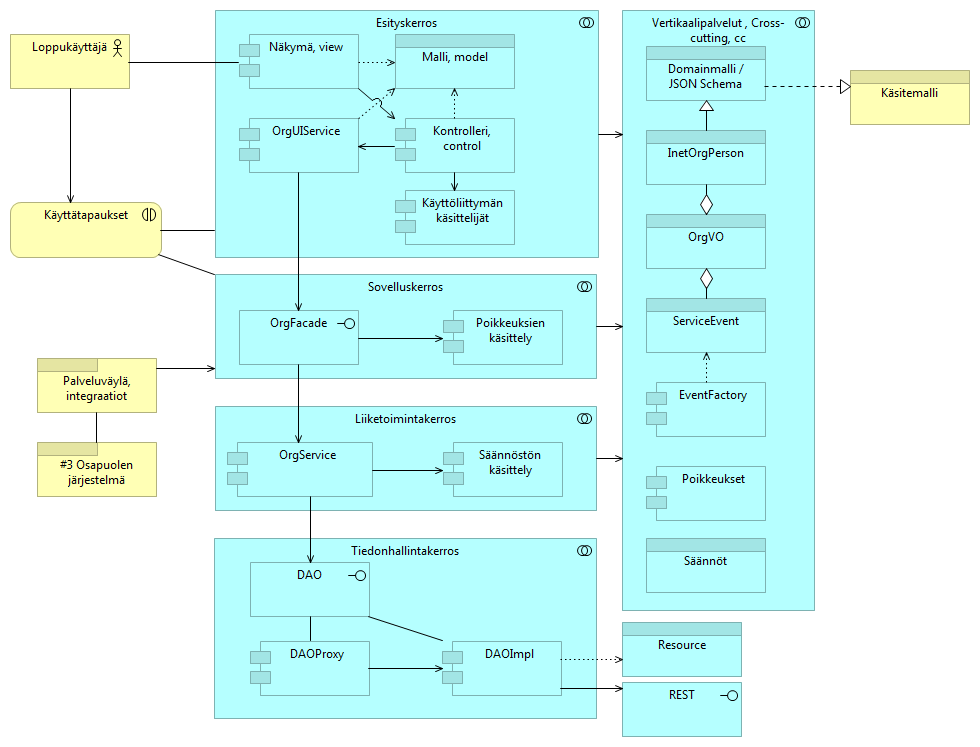 Loppukäyttäjä
Käyttätapaukset
Palveluväylä,
integraatiot
#3 Osapuolen
järjestelmä
Esityskerros
Näkymä, view
Malli, model
OrgUIService
Kontrolleri,
control
Käyttöliittymän
käsittelijät
Sovelluskerros
OrgFacade
Poikkeuksien
käsittely
Liiketoimintakerros
OrgService
Säännöstön
käsittely
Tiedonhallintakerros
DAO
DAOProxy
DAOImpl
Vertikaalipalvelut , Cross-
cutting, cc
Domainmalli /
JSON Schema
InetOrgPerson
OrgVO
ServiceEvent
EventFactory
Poikkeukset
Säännöt
Resource
REST
Käsitemalli